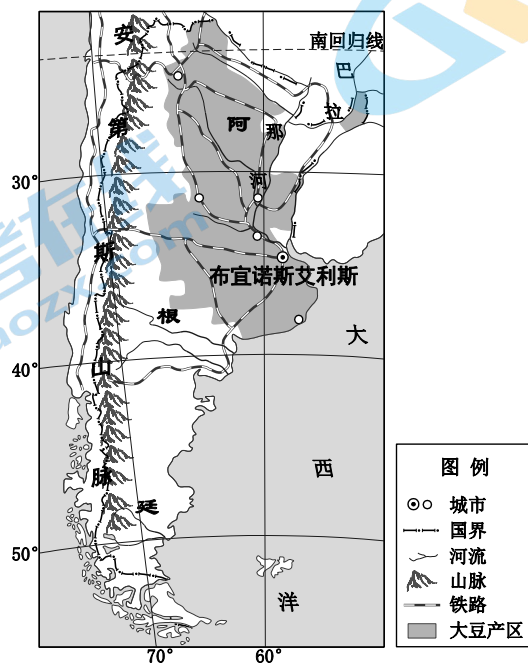 南回归线
安第斯山脉
阿根廷
巴拉那河
布宜诺斯艾利斯
大西洋
30°
40°
50°
70°
60°
图例
城市
国界
河流
山脉
铁路
大豆产区